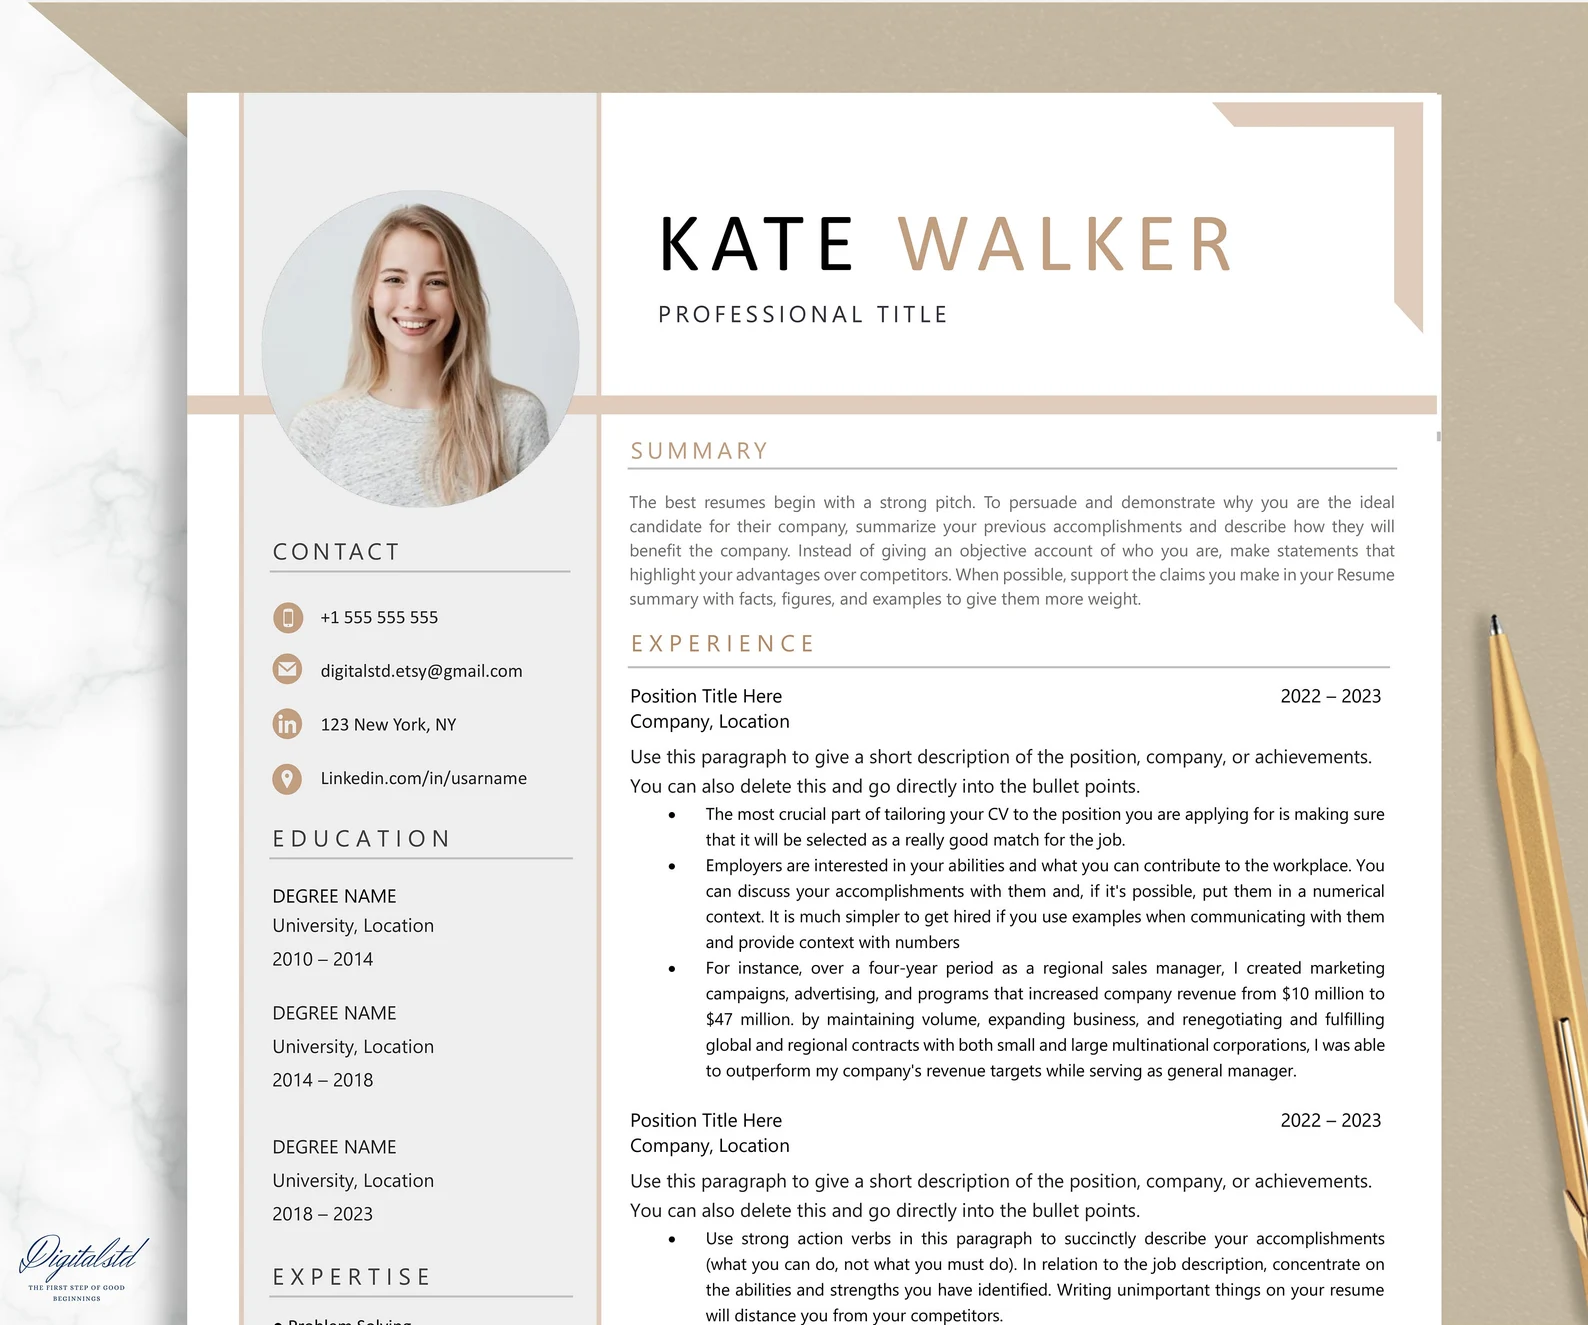 KATE WALKER
PROFESSIONAL TITLE
CONTACT
+1 555 555 555
digitalstd.etsy@gmail.com
in
123 New York, NY
Linkedin.com/in/usarname
EDUCATION
DEGREE NAME
University, Location
2010 – 2014
DEGREE NAME
University, Location
2014 – 2018
DEGREE NAME
University, Location
2018 – 2023
EXPERTISE
• Problem Solving
SUMMARY
The best resumes begin with a strong pitch. To persuade and demonstrate why you are the ideal
candidate for their company, summarize your previous accomplishments and describe how they will
benefit the company. Instead of giving an objective account of who you are, make statements that
highlight your advantages over competitors. When possible, support the claims you make in your Resume
summary with facts, figures, and examples to give them more weight.
EXPERIENCE
Position Title Here 2022 – 2023
Company, Location
Use this paragraph to give a short description of the position, company, or achievements.
You can also delete this and go directly into the bullet points.
• The most crucial part of tailoring your CV to the position you are applying for is making sure
that it will be selected as a really good match for the job.
• Employers are interested in your abilities and what you can contribute to the workplace. You
can discuss your accomplishments with them and, if it's possible, put them in a numerical
context. It is much simpler to get hired if you use examples when communicating with them
and provide context with numbers
• For instance, over a four-year period as a regional sales manager, I created marketing
campaigns, advertising, and programs that increased company revenue from $10 million to
$47 million. by maintaining volume, expanding business, and renegotiating and fulfilling
global and regional contracts with both small and large multinational corporations, I was able
to outperform my company's revenue targets while serving as general manager.
Position Title Here 2022 – 2023
Company, Location
Use this paragraph to give a short description of the position, company, or achievements.
You can also delete this and go directly into the bullet points.
• Use strong action verbs in this paragraph to succinctly describe your accomplishments
(what you can do, not what you must do). In relation to the job description, concentrate on
the abilities and strengths you have identified. Writing unimportant things on your resume
will distance you from your competitors.
Digitalstd
THE FIRST STEP OF GOOD
BEGINNINGS